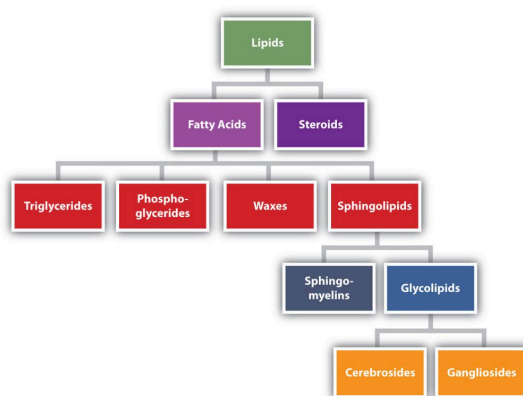 Lipids
Fatty Acids
Steroids
Triglycerides
Phospho-
glycerides
Waxes
Sphingolipids
Sphingo-
myelins
Glycolipids
Cerebrosides
Gangliosides